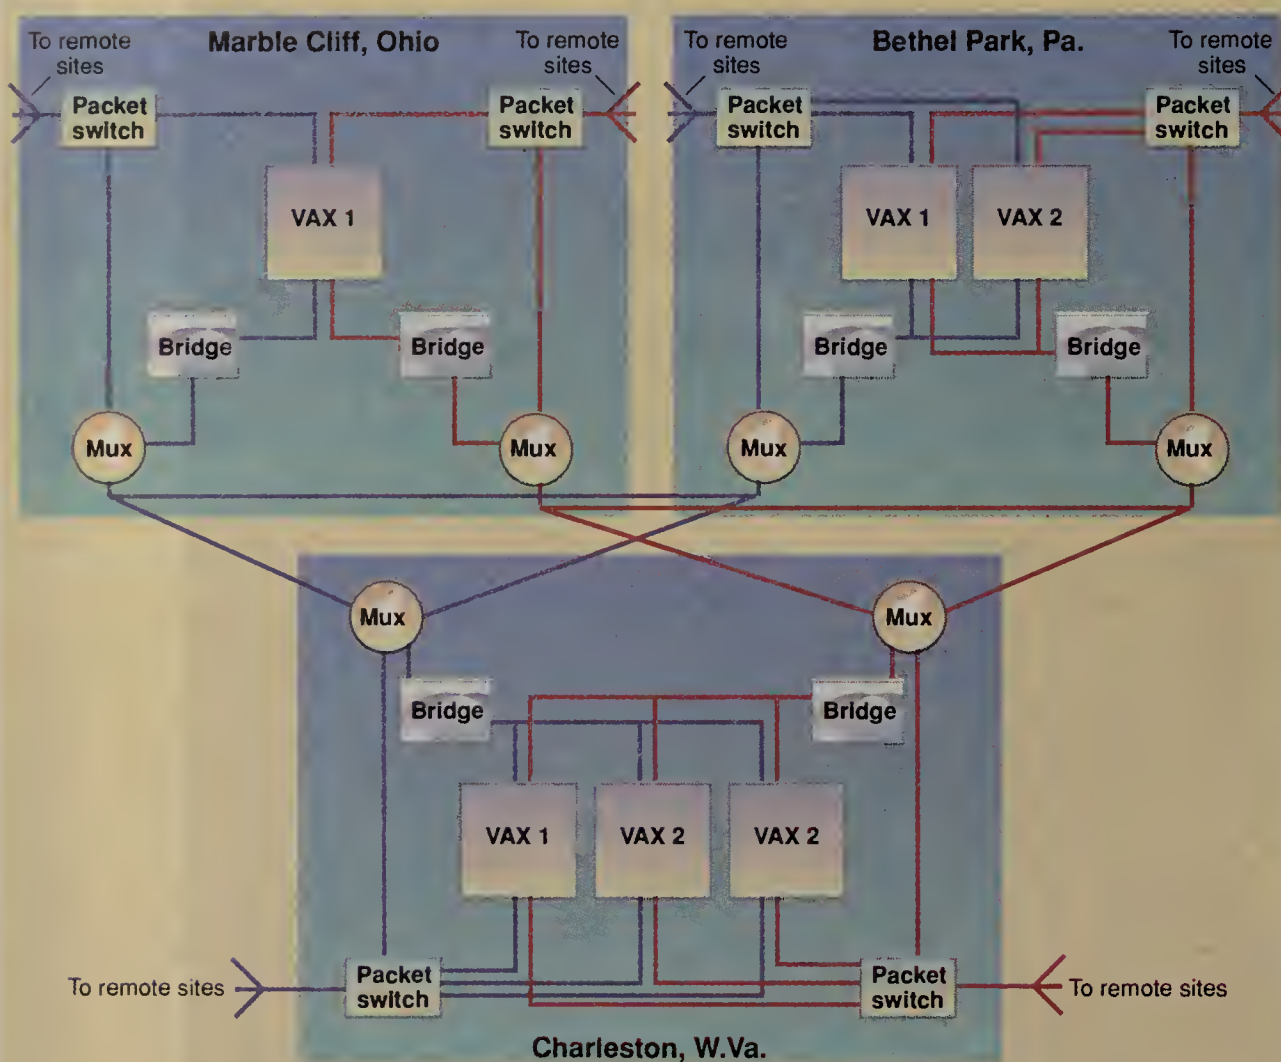 Marble Cliff, Ohio
To remote
sites
To remote
sites
Packet
switch
Packet
switch
VAX 1
Bridge
Bridge
Mux
Mux
Bethel Park, Pa.
To remote
sites
To remote
sites
Packet
switch
Packet
switch
VAX 1
VAX 2
Bridge
Bridge
Mux
Mux
Mux
Mux
Bridge
Bridge
VAX 1
VAX 2
VAX 2
To remote sites
Packet
switch
Packet
switch
To remote sites
Charleston, W.Va.